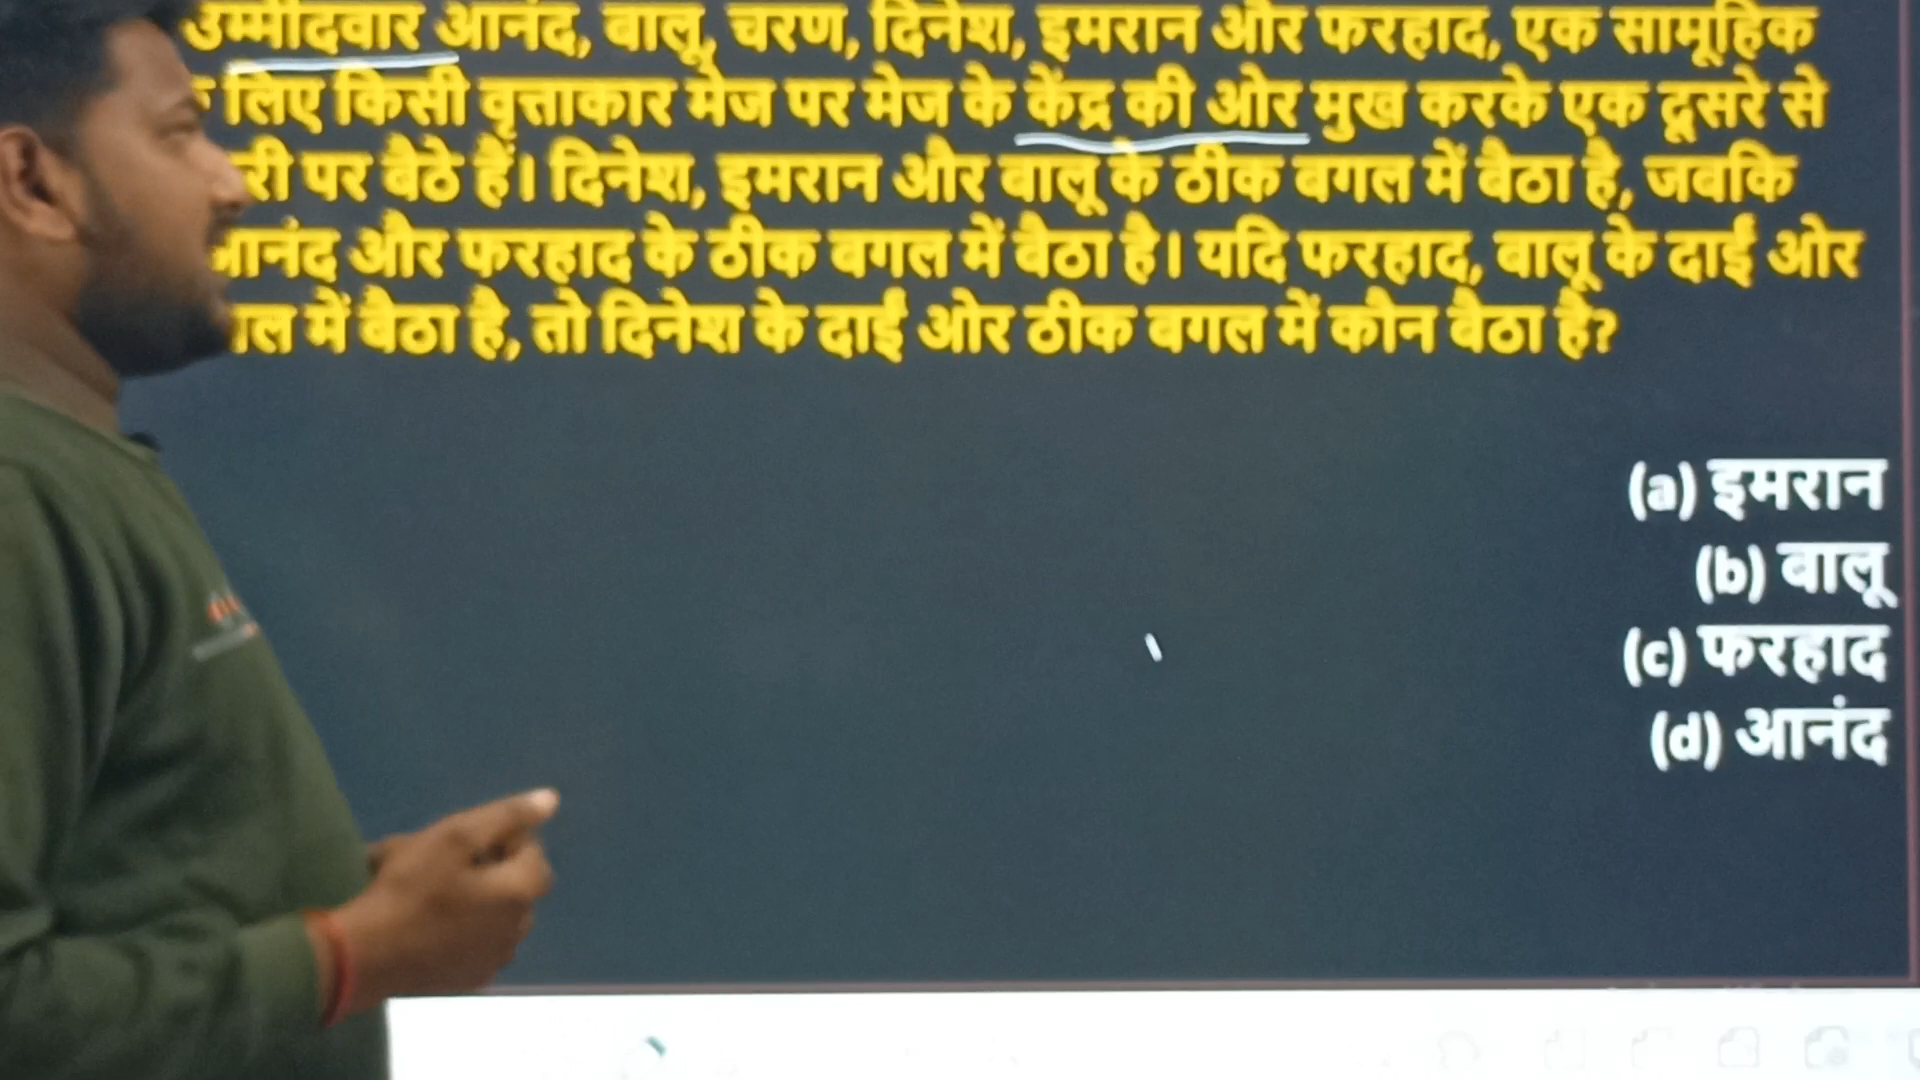 उम्मीदवार आनंद, बालू, चरण, दिनेश, इमरान और फरहाद, एक सामूहिक
लिए किसी वृत्ताकार मेज पर मेज के केंद्र की ओर मुख करके एक दूसरे से
पर बैठे हैं। दिनेश, इमरान और बालू के ठीक बगल में बैठा है, जबकि
आनंद और फरहाद के ठीक बगल में बैठा है। यदि फरहाद, बालू के दाईं ओर
में बैठा है, तो दिनेश के दाईं ओर ठीक बगल में कौन बैठा है?
(a) इमरान
(b) बालू
(c) फरहाद
(d) आनंद